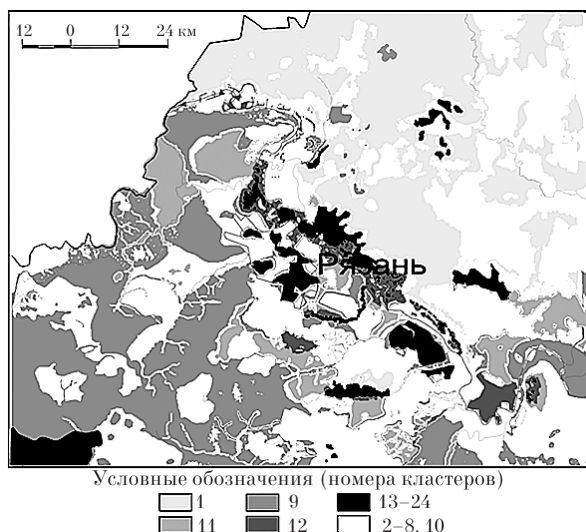 12 0 12 24 км
Рязань
Условные обозначения (номера кластеров)
1 9 13–24
11 12 2–8, 10